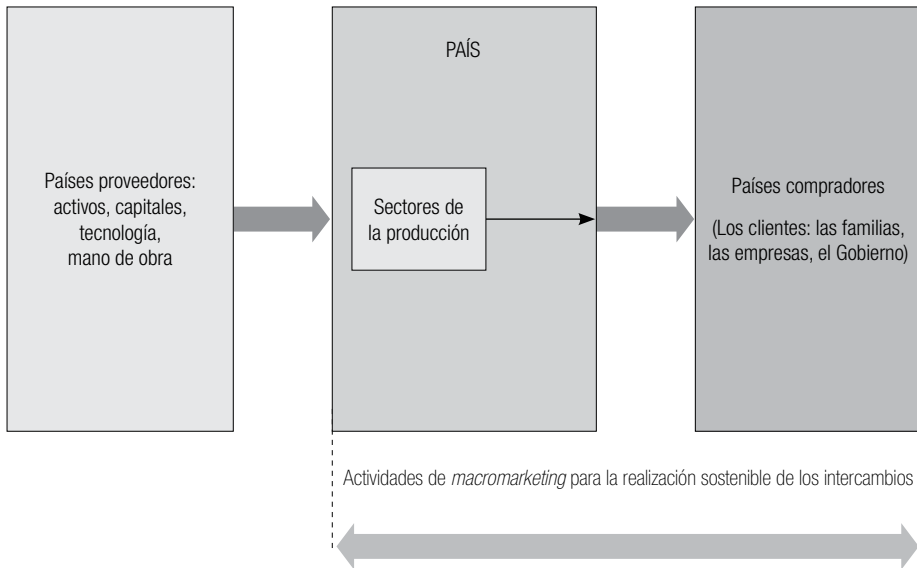 Países proveedores:
activos, capitales,
tecnología,
mano de obra
PAÍS
Sectores de
la producción
Países compradores
(Los clientes: las familias,
las empresas, el Gobierno)
Actividades de macromarketing para la realización sostenible de los intercambios